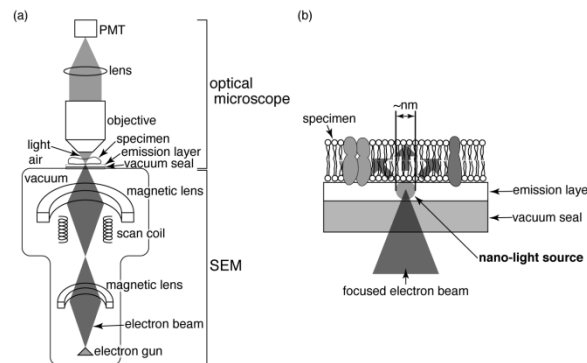 (a)
PMT
lens
objective
optical
microscope
light
specimen
emission layer
air
vacuum seal
vacuum
magnetic lens
scan coil
SEM
magnetic lens
electron beam
electron gun
(b)
~nm
specimen
emission layer
vacuum seal
nano-light source
focused electron beam